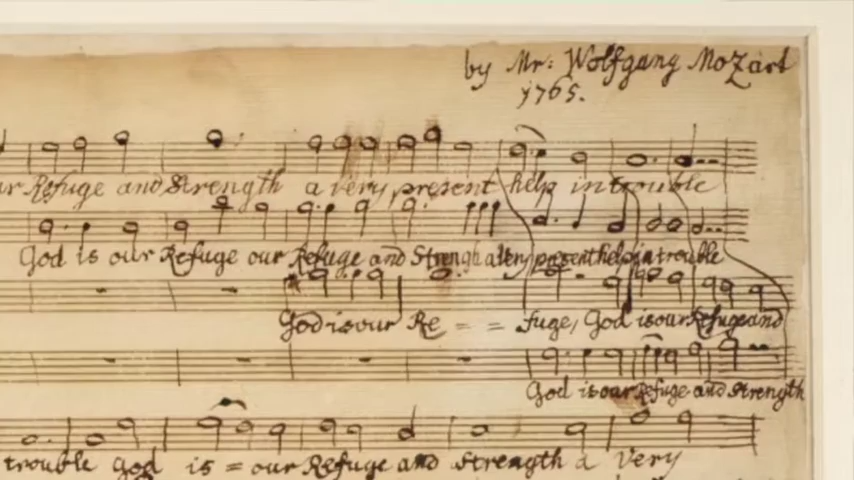 by Mr: Wolfgang Mozart
1765.
ur Refuge and Strength a very present help in trouble
God is our Refuge our Refuge and Strengh a Very present help in trouble
God is our Re = = fuge, God is our Refuge and
God is our Refuge and Strength
trouble God is = our Refuge and Strength a Very